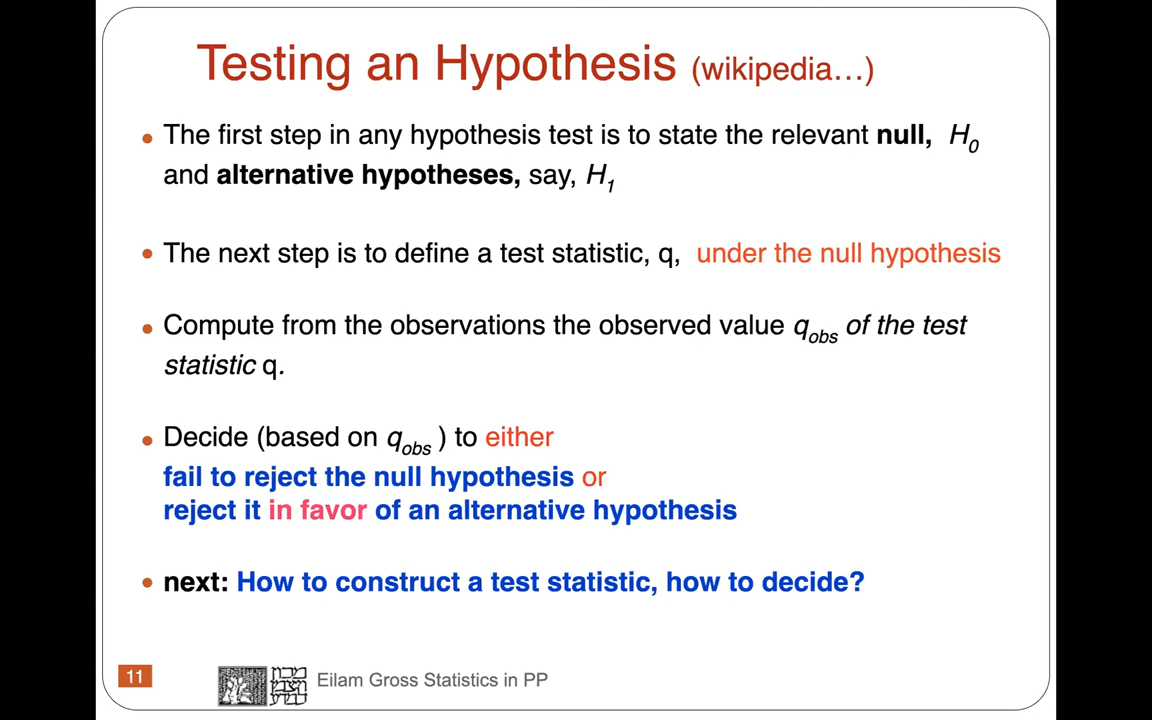 Testing an Hypothesis (wikipedia...)
• The first step in any hypothesis test is to state the relevant null, H0
and alternative hypotheses, say, H1
• The next step is to define a test statistic, q, under the null hypothesis
• Compute from the observations the observed value qobs of the test
statistic q.
• Decide (based on qobs ) to either
fail to reject the null hypothesis or
reject it in favor of an alternative hypothesis
• next: How to construct a test statistic, how to decide?
11
Eilam Gross Statistics in PP